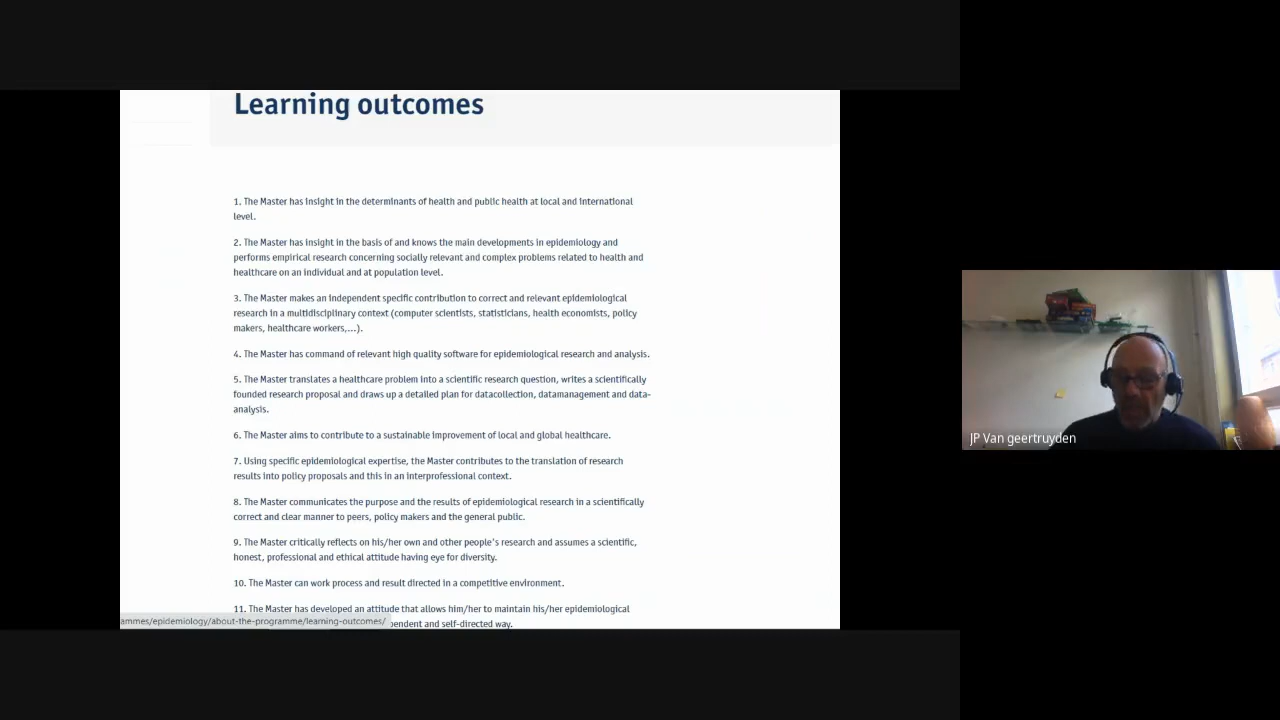 Learning outcomes
1. The Master has insight in the determinants of health and public health at local and international
level.
2. The Master has insight in the basis of and knows the main developments in epidemiology and
performs empirical research concerning socially relevant and complex problems related to health and
healthcare on an individual and at population level.
3. The Master makes an independent specific contribution to correct and relevant epidemiological
research in a multidisciplinary context (computer scientists, statisticians, health economists, policy
makers, healthcare workers,...).
4. The Master has command of relevant high quality software for epidemiological research and analysis.
5. The Master translates a healthcare problem into a scientific research question, writes a scientifically
founded research proposal and draws up a detailed plan for datacollection, datamanagement and data-
analysis.
6. The Master aims to contribute to a sustainable improvement of local and global healthcare.
7. Using specific epidemiological expertise, the Master contributes to the translation of research
results into policy proposals and this in an interprofessional context.
8. The Master communicates the purpose and the results of epidemiological research in a scientifically
correct and clear manner to peers, policy makers and the general public.
9. The Master critically reflects on his/her own and other people's research and assumes a scientific,
honest, professional and ethical attitude having eye for diversity.
10. The Master can work process and result directed in a competitive environment.
11. The Master has developed an attitude that allows him/her to maintain his/her epidemiological
ammes/epidemiology/about-the-programme/learning-outcomes/ pendent and self-directed way.
JP Van geertruyden